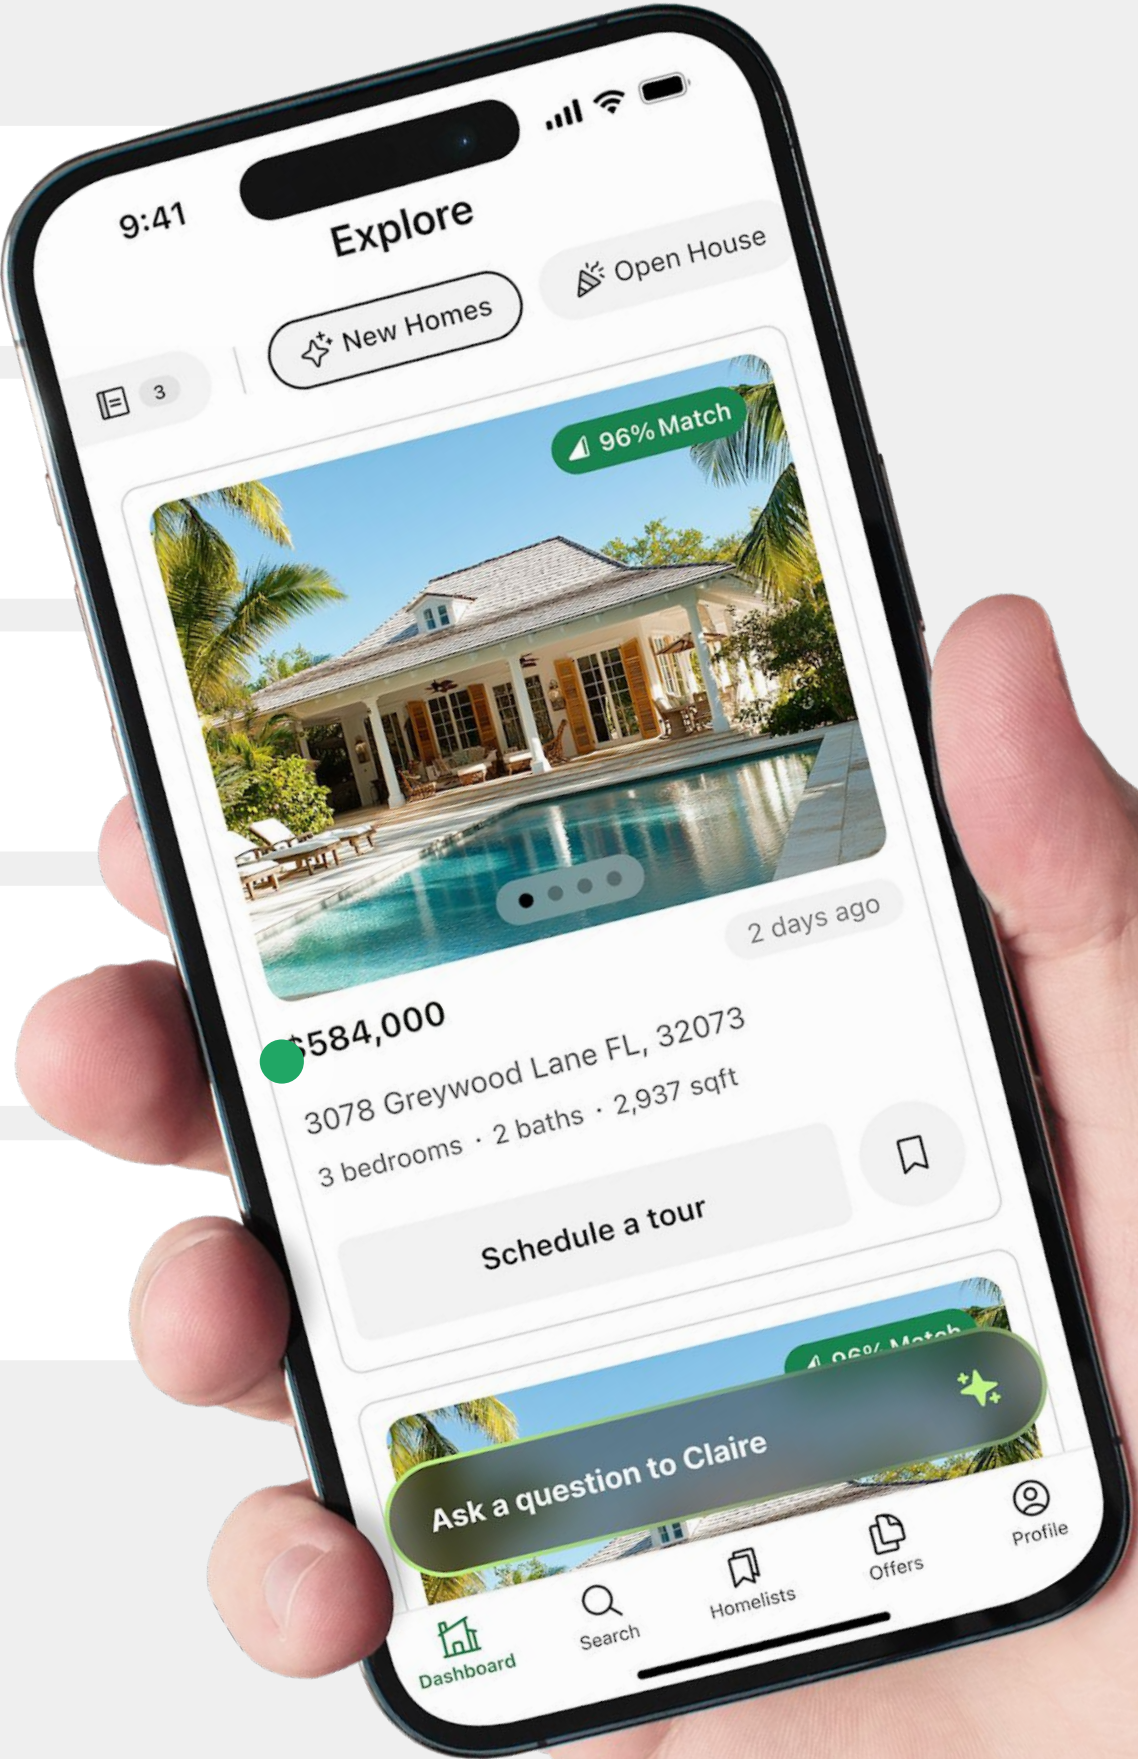 9:41
Explore
3
New Homes
Open House
96% Match
2 days ago
$584,000
3078 Greywood Lane FL, 32073
3 bedrooms · 2 baths · 2,937 sqft
Schedule a tour
96% Match
Ask a question to Claire
Dashboard
Search
Homelists
Offers
Profile